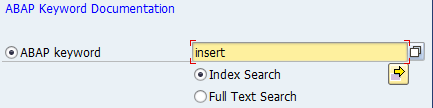 ABAP Keyword Documentation
ABAP keyword insert
Index Search
Full Text Search